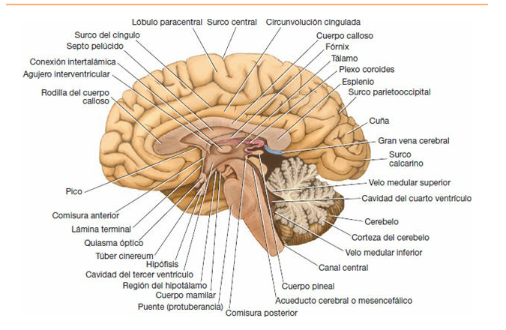 Lóbulo paracentral Surco central Circunvolución cingulada
Surco del cíngulo
Septo pelúcido
Conexión intertalámica
Agujero interventricular
Rodilla del cuerpo
calloso
Pico
Comisura anterior
Lámina terminal
Quiasma óptico
Túber cinereum
Hipófisis
Cavidad del tercer ventrículo
Región del hipotálamo
Cuerpo mamilar
Puente (protuberancia)
Comisura posterior
Cuerpo calloso
Fórnix
Tálamo
Plexo coroides
Esplenio
Surco parietooccipital
Cuña
Gran vena cerebral
Surco
calcarino
Velo medular superior
Cavidad del cuarto ventrículo
Cerebelo
Corteza del cerebelo
Velo medular inferior
Canal central
Cuerpo pineal
Acueducto cerebral o mesencefálico